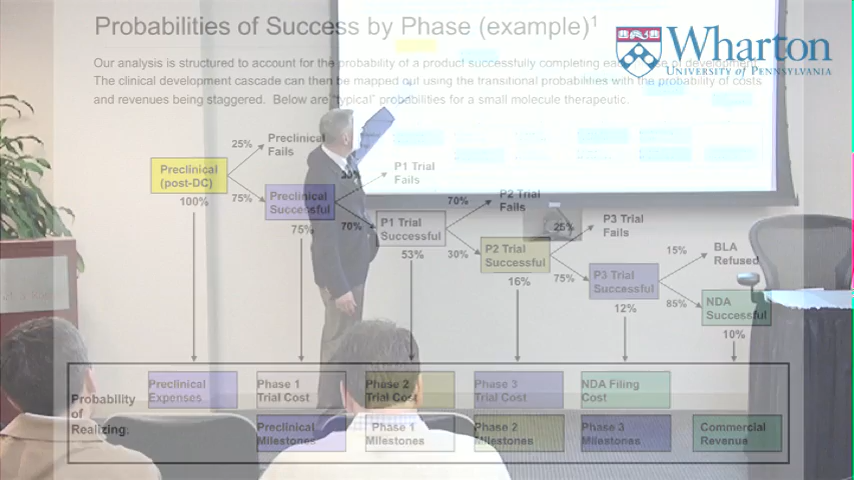 Probabilities of Success by Phase (example)¹
Wharton
UNIVERSITY of PENNSYLVANIA
Our analysis is structured to account for the probability of a product successfully completing each phase of development.
The clinical development cascade can then be mapped out using the transitional probabilities with the probability of costs
and revenues being staggered. Below are "typical" probabilities for a small molecule therapeutic.
25%
Preclinical
Fails
Preclinical
(post-DC)
100%
75%
Preclinical
Successful
75%
30%
P1 Trial
Fails
70%
P1 Trial
Successful
53%
70%
P2 Trial
Fails
30%
P2 Trial
Successful
16%
25%
P3 Trial
Fails
75%
P3 Trial
Successful
12%
15%
BLA
Refused
85%
NDA
Successful
10%
Probability
of
Realizing:
Preclinical
Expenses
Phase 1
Trial Cost
Phase 2
Trial Cost
Phase 3
Trial Cost
NDA Filing
Cost
Preclinical
Milestones
Phase 1
Milestones
Phase 2
Milestones
Phase 3
Milestones
Commercial
Revenue